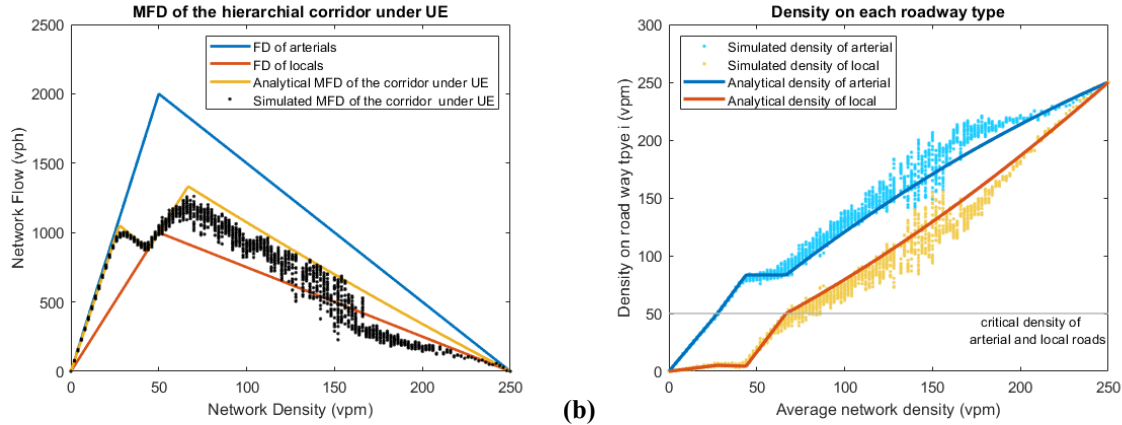 MFD of the hierarchial corridor under UE
2500
2000
1500
1000
500
0
Network Flow (vph)
FD of arterials
FD of locals
Analytical MFD of the corridor under UE
Simulated MFD of the corridor under UE
0 50 100 150 200 250
Network Density (vpm)
(b)
Density on each roadway type
300
250
200
150
100
50
0
Density on road way tpye i (vpm)
Simulated density of arterial
Simulated density of local
Analytical density of arterial
Analytical density of local
critical density of
arterial and local roads
0 50 100 150 200 250
Average network density (vpm)